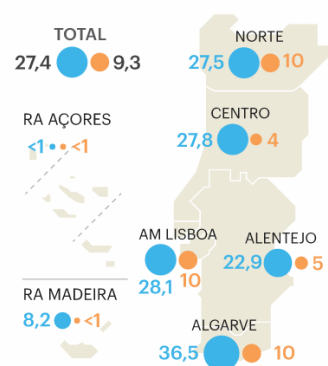 TOTAL
27,4 9,3
NORTE
27,5 10
RA AÇORES
<1 <1
CENTRO
27,8 4
AM LISBOA
28,1 10
ALENTEJO
22,9 5
RA MADEIRA
8,2 <1
ALGARVE
36,5 10